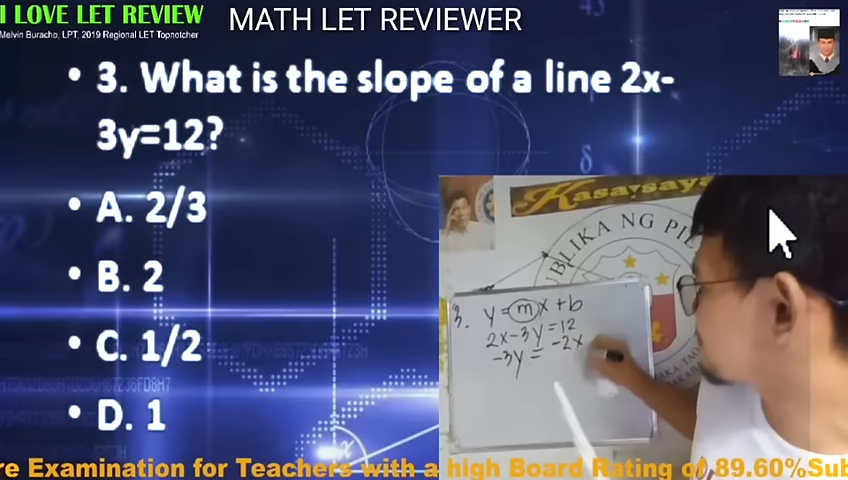 I LOVE LET REVIEW
Melvin Buracho, LPT, 2019 Regional LET Topnotcher
MATH LET REVIEWER
• 3. What is the slope of a line 2x-
3y=12?
• A. 2/3
• B. 2
• C. 1/2
• D. 1
Kasaysay
BLIKA NG PIL
3. y = mx + b
2x - 3y = 12
-3y = -2x
re Examination for Teachers with a high Board Rating of 89.60%Sub